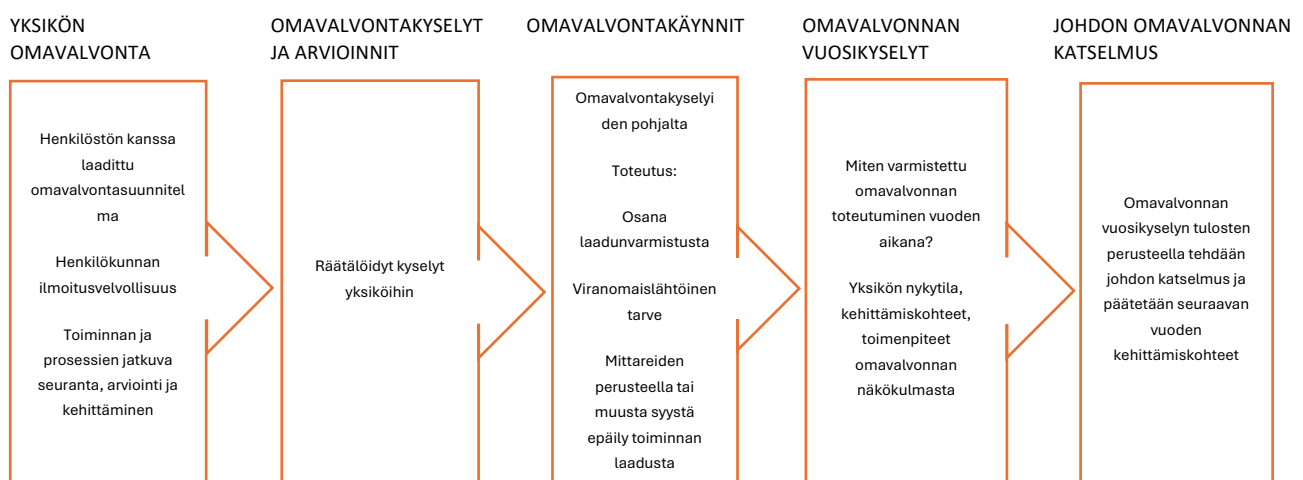 YKSIKÖN
OMAVALVONTA
Henkilöstön kanssa
laadittu
omavalvontasuunnitel
ma
Henkilökunnan
ilmoitusvelvollisuus
Toiminnan ja
prosessien jatkuva
seuranta, arviointi ja
kehittäminen
OMAVALVONTAKYSELYT
JA ARVIOINNIT
Räätälöidyt kyselyt
yksiköihin
OMAVALVONTAKÄYNNIT
Omavalvontakyselyi
den pohjalta
Toteutus:
Osana
laadunvarmistusta
Viranomaislähtöinen
tarve
Mittareiden
perusteella tai
muusta syystä
epäily toiminnan
laadusta
OMAVALVONNAN
VUOSIKYSELYT
Miten varmistettu
omavalvonnan
toteutuminen vuoden
aikana?
Yksikön nykytila,
kehittämiskohteet,
toimenpiteet
omavalvonnan
näkökulmasta
JOHDON OMAVALVONNAN
KATSELMUS
Omavalvonnan
vuosikyselyn tulosten
perusteella tehdään
johdon katselmus ja
päätetään seuraavan
vuoden
kehittämiskohteet